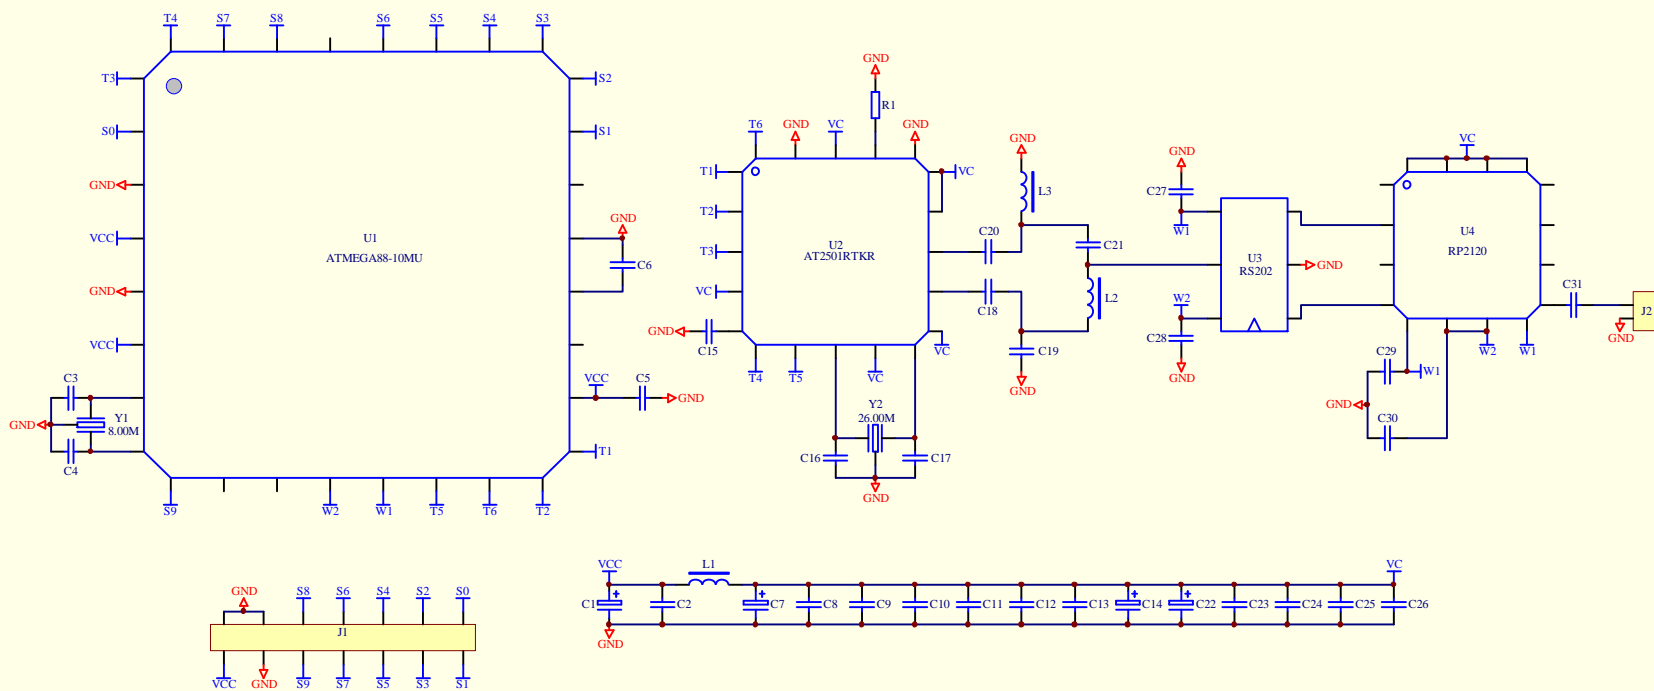 T4 S7 S8 S6 S5 S4 S3
T3 S2
S0 S1
GND
VCC
GND
VCC
U1
ATMEGA88-10MU
GND
C6
VCC C5 GND
T1
C3
GND Y1
8.00M
C4
S9 W2 W1 T5 T6 T2
GND
R1
T6 GND VC GND
T1 VC
T2
T3
VC
GND C15
U2
AT2501RTKR
VC
T4 T5 VC
Y2
26.00M
C16 C17
GND
GND
L3
C20
C21
C18
L2
C19
GND
GND
C27
W1
U3
RS202
GND
W2
C28
GND
VC
U4
RP2120
C31
J2
GND
W2 W1
C29
W1
GND
C30
GND S8 S6 S4 S2 S0
J1
VCC GND S9 S7 S5 S3 S1
VCC L1 VC
C1 + C2 + C7 C8 C9 C10 C11 C12 C13 + C14 + C22 C23 C24 C25 C26
GND